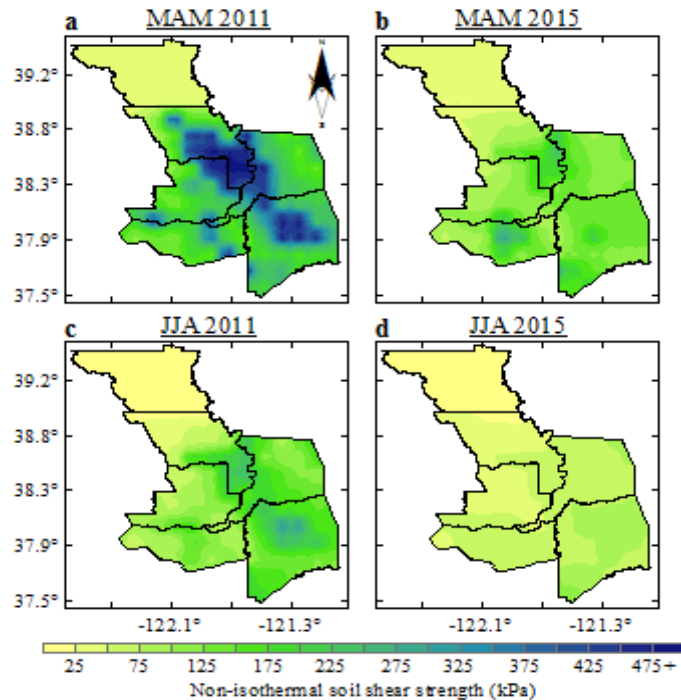 a MAM 2011
b MAM 2015
N
39.2°
38.8°
38.3°
37.9°
37.5°
c JJA 2011
d JJA 2015
39.2°
38.8°
38.3°
37.9°
37.5°
-122.1° -121.3° -122.1° -121.3°
25 75 125 175 225 275 325 375 425 475+
Non-isothermal soil shear strength (kPa)